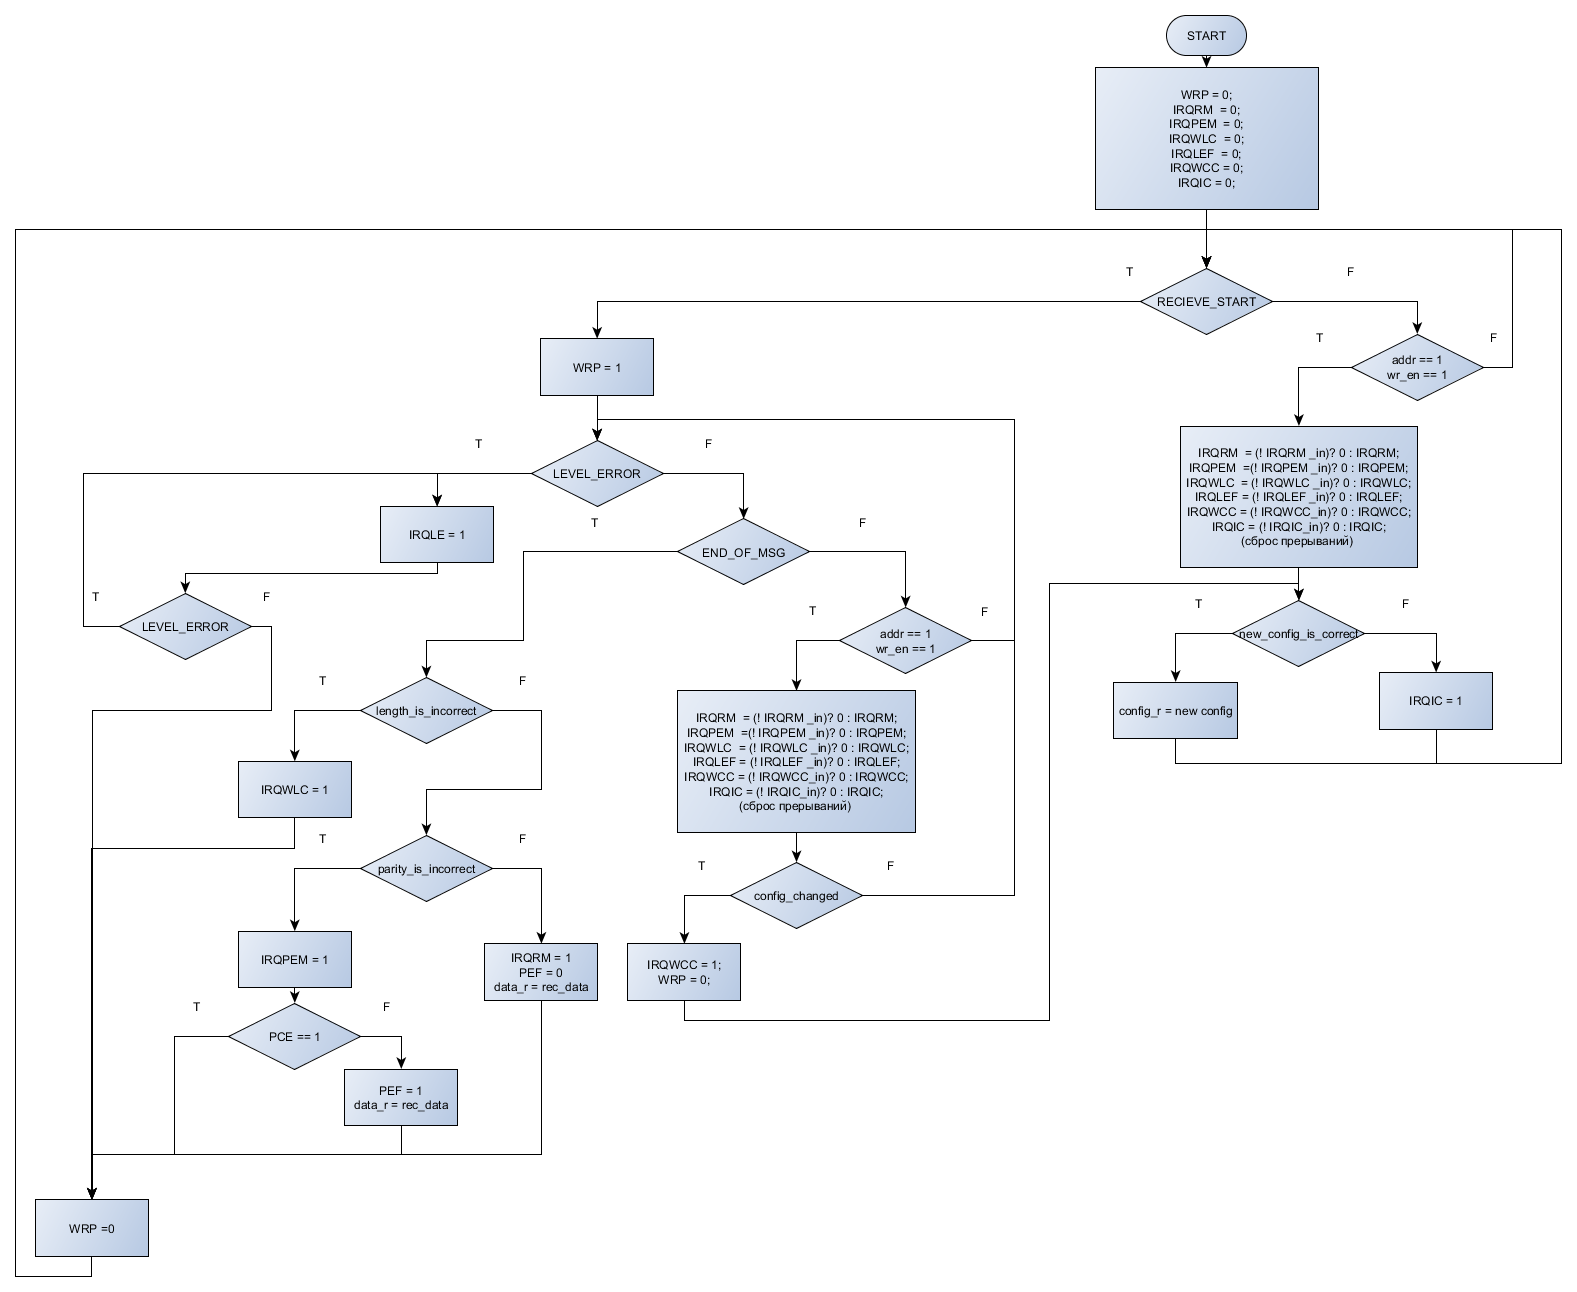 START
WRP = 0;
IRQRM = 0;
IRQPEM = 0;
IRQWLC = 0;
IRQLEF = 0;
IRQWCC = 0;
IRQIC = 0;
T
F
RECIEVE_START
T
F
addr == 1
wr_en == 1
WRP = 1
T
F
LEVEL_ERROR
IRQRM = (! IRQRM _in)? 0 : IRQRM;
IRQPEM =(! IRQPEM _in)? 0 : IRQPEM;
IRQWLC = (! IRQWLC _in)? 0 : IRQWLC;
IRQLEF = (! IRQLEF _in)? 0 : IRQLEF;
IRQWCC = (! IRQWCC_in)? 0 : IRQWCC;
IRQIC = (! IRQIC_in)? 0 : IRQIC;
(сброс прерываний)
IRQLE = 1
T
F
END_OF_MSG
T
F
LEVEL_ERROR
T
F
addr == 1
wr_en == 1
T
F
new_config_is_correct
T
F
length_is_incorrect
config_r = new config
IRQIC = 1
IRQRM = (! IRQRM _in)? 0 : IRQRM;
IRQPEM =(! IRQPEM _in)? 0 : IRQPEM;
IRQWLC = (! IRQWLC _in)? 0 : IRQWLC;
IRQLEF = (! IRQLEF _in)? 0 : IRQLEF;
IRQWCC = (! IRQWCC_in)? 0 : IRQWCC;
IRQIC = (! IRQIC_in)? 0 : IRQIC;
(сброс прерываний)
IRQWLC = 1
T
F
parity_is_incorrect
T
F
config_changed
IRQPEM = 1
IRQRM = 1
PEF = 0
data_r = rec_data
IRQWCC = 1;
WRP = 0;
T
F
PCE == 1
PEF = 1
data_r = rec_data
WRP =0